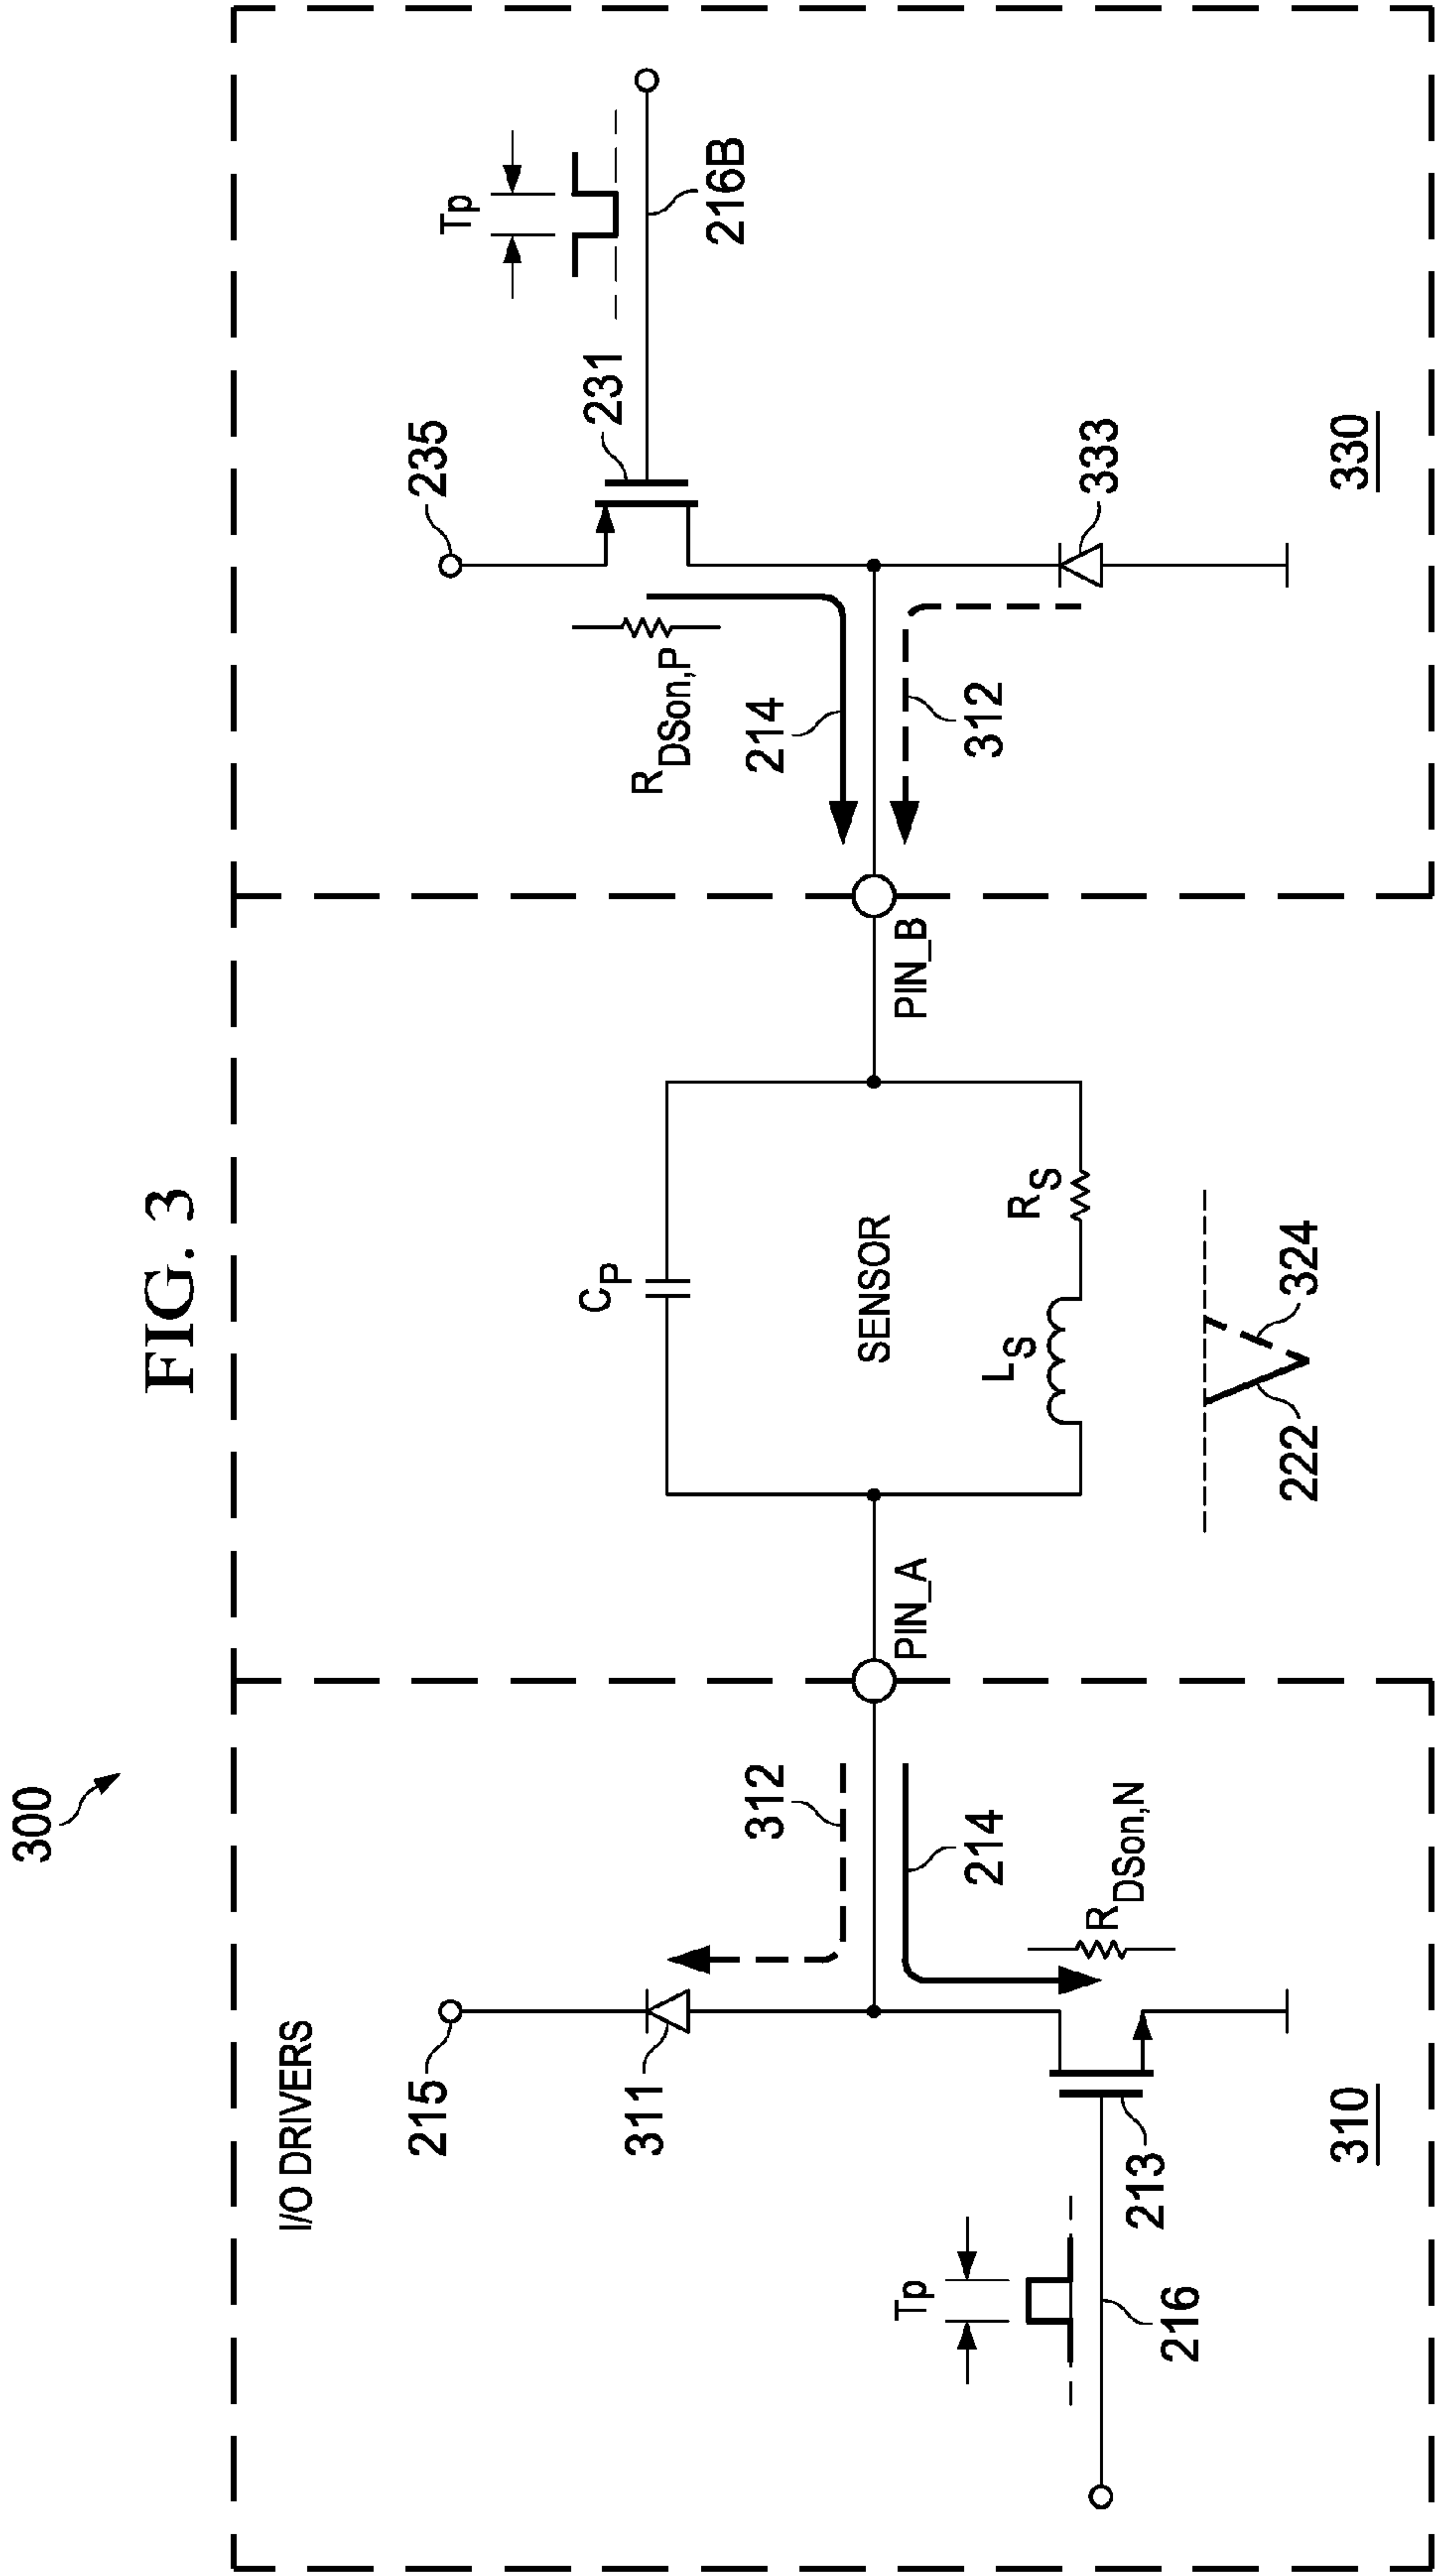 FIG. 3
300
I/O DRIVERS
215
311
312
PIN_A
214
R_DSon,N
Tp
216
213
310
C_P
SENSOR
L_S
R_S
222
324
PIN_B
235
231
R_DSon,P
214
312
333
Tp
216B
330